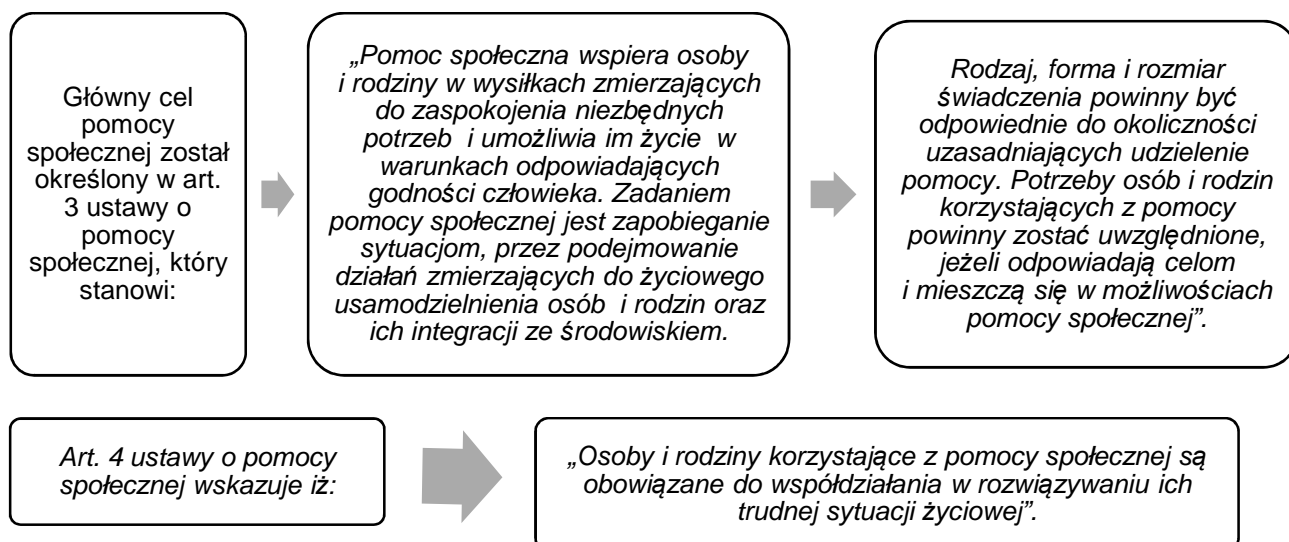 Główny cel
pomocy
społecznej został
określony w art.
3 ustawy o
pomocy
społecznej, który
stanowi:
„Pomoc społeczna wspiera osoby
i rodziny w wysiłkach zmierzających
do zaspokojenia niezbędnych
potrzeb i umożliwia im życie w
warunkach odpowiadających
godności człowieka. Zadaniem
pomocy społecznej jest zapobieganie
sytuacjom, przez podejmowanie
działań zmierzających do życiowego
usamodzielnienia osób i rodzin oraz
ich integracji ze środowiskiem.
Rodzaj, forma i rozmiar
świadczenia powinny być
odpowiednie do okoliczności
uzasadniających udzielenie
pomocy. Potrzeby osób i rodzin
korzystających z pomocy
powinny zostać uwzględnione,
jeżeli odpowiadają celom
i mieszczą się w możliwościach
pomocy społecznej”.
Art. 4 ustawy o pomocy
społecznej wskazuje iż:
„Osoby i rodziny korzystające z pomocy społecznej są
obowiązane do współdziałania w rozwiązywaniu ich
trudnej sytuacji życiowej”.